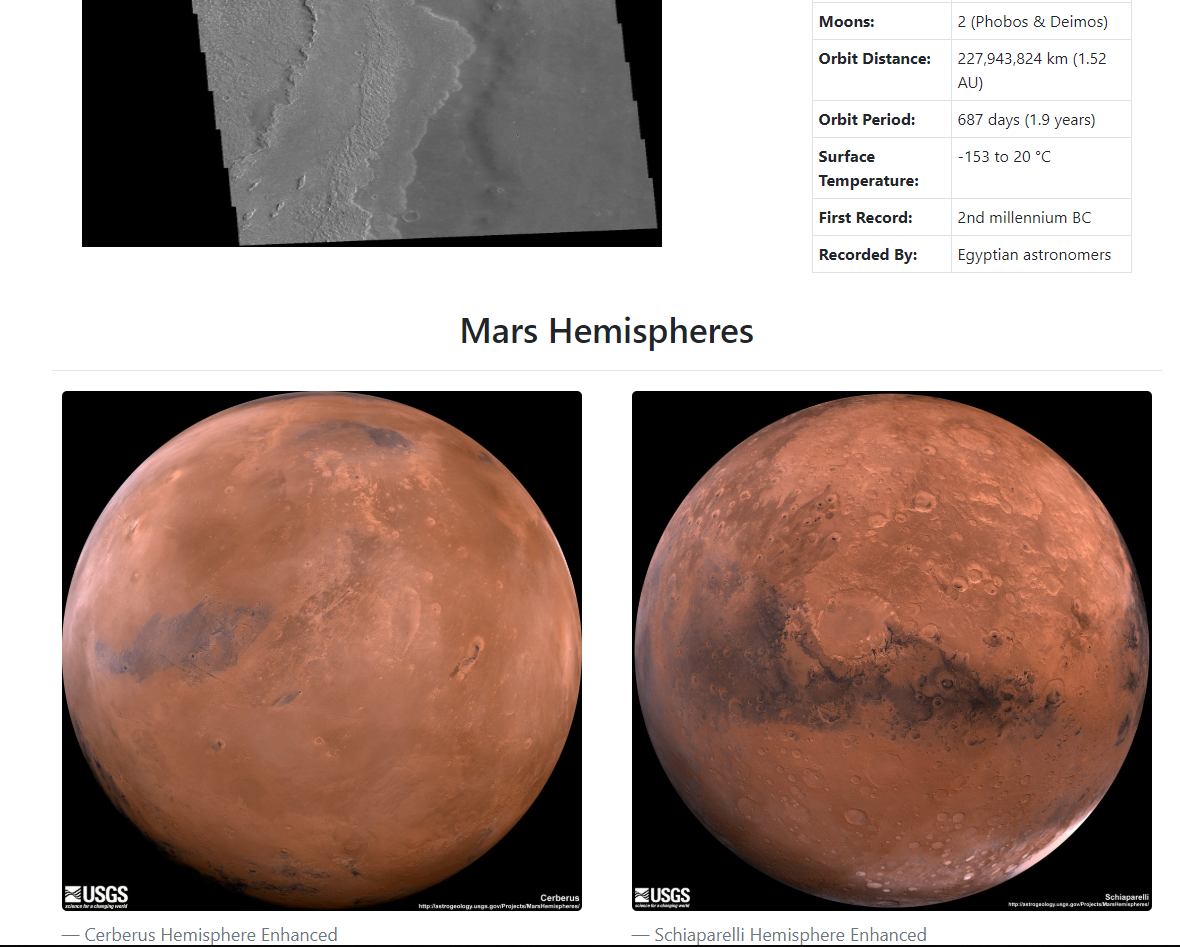 Moons: 2 (Phobos & Deimos)
Orbit Distance: 227,943,824 km (1.52
AU)
Orbit Period: 687 days (1.9 years)
Surface -153 to 20 °C
Temperature:
First Record: 2nd millennium BC
Recorded By: Egyptian astronomers
Mars Hemispheres
USGS
science for a changing world
Cerberus
http://astrogeology.usgs.gov/Projects/MarsHemispheres/
USGS
science for a changing world
Schiaparelli
http://astrogeology.usgs.gov/Projects/MarsHemispheres/
— Cerberus Hemisphere Enhanced
— Schiaparelli Hemisphere Enhanced